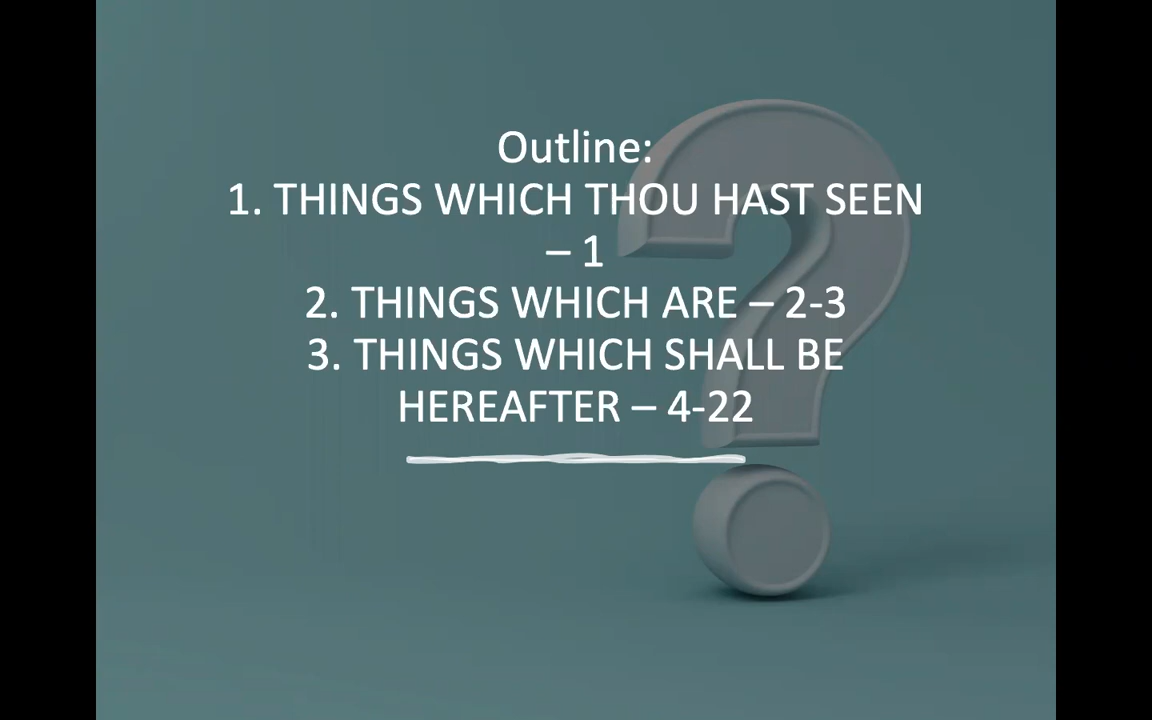 Outline:
1. THINGS WHICH THOU HAST SEEN
– 1
2. THINGS WHICH ARE – 2-3
3. THINGS WHICH SHALL BE
HEREAFTER – 4-22